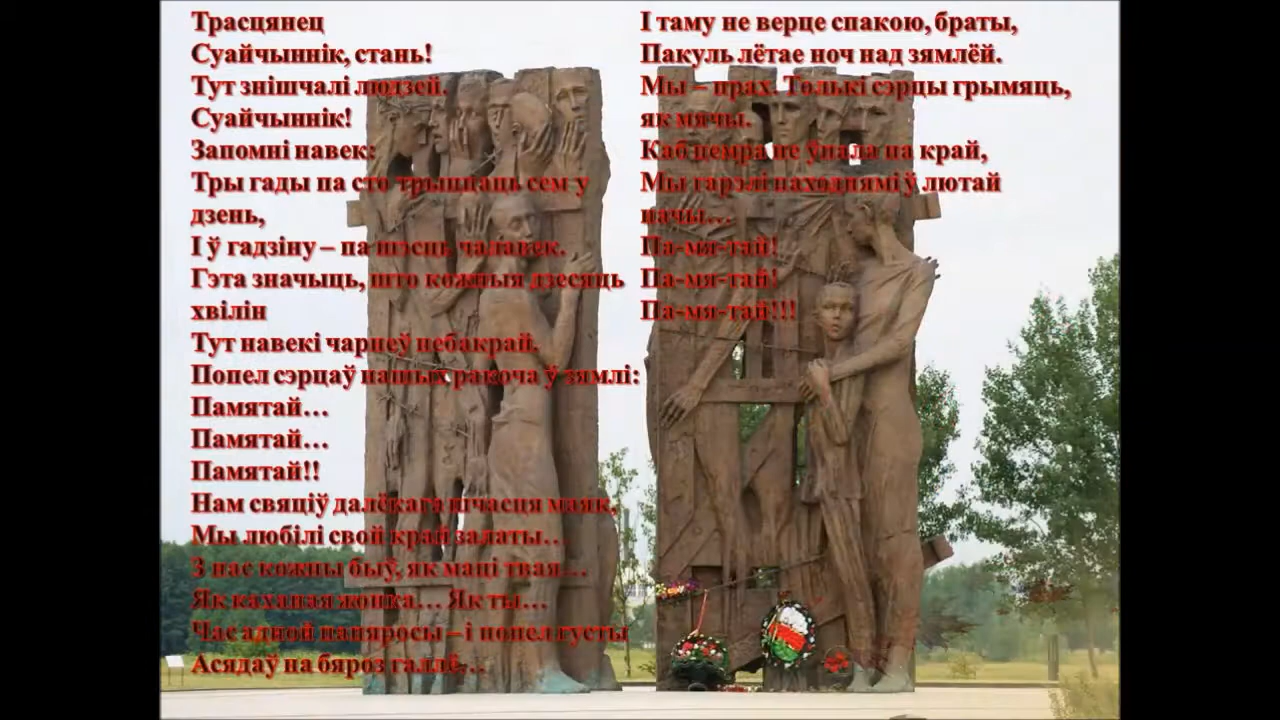 Трасцянец
Суайчыннік, стань!
Тут знішчалі людзей.
Суайчыннік!
Запомні навек:
Тры гады па сто трыццаць сем у
дзень,
І ў гадзіну – па шэсць чалавек.
Гэта значыць, што кожныя дзесяць
хвілін
Тут навекі чарнеў небакрай.
Попел сэрцаў нашых ракоча ў зямлі:
Памятай…
Памятай…
Памятай!!
Нам свяціў далёкага шчасця маяк,
Мы любілі свой край залаты…
З нас кожны быў, як маці твая…
Як каханая жонка… Як ты…
Час адной папяросы – і попел густы
Асядаў на бяроз галлё…
І таму не верце спакою, браты,
Пакуль лётае ноч над зямлёй.
Мы – прах. Толькі сэрцы грымяць,
як мячы.
Каб цемра не ўпала на край,
Мы гарэлі паходнямі ў лютай
начы…
Па-мя-тай!
Па-мя-тай!
Па-мя-тай!!!